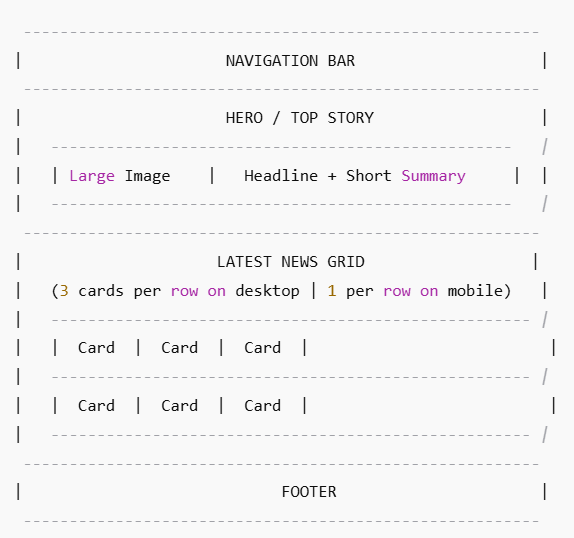 NAVIGATION BAR
HERO / TOP STORY
| Large Image | Headline + Short Summary |
LATEST NEWS GRID
(3 cards per row on desktop | 1 per row on mobile)
| Card | Card | Card |
| Card | Card | Card |
FOOTER